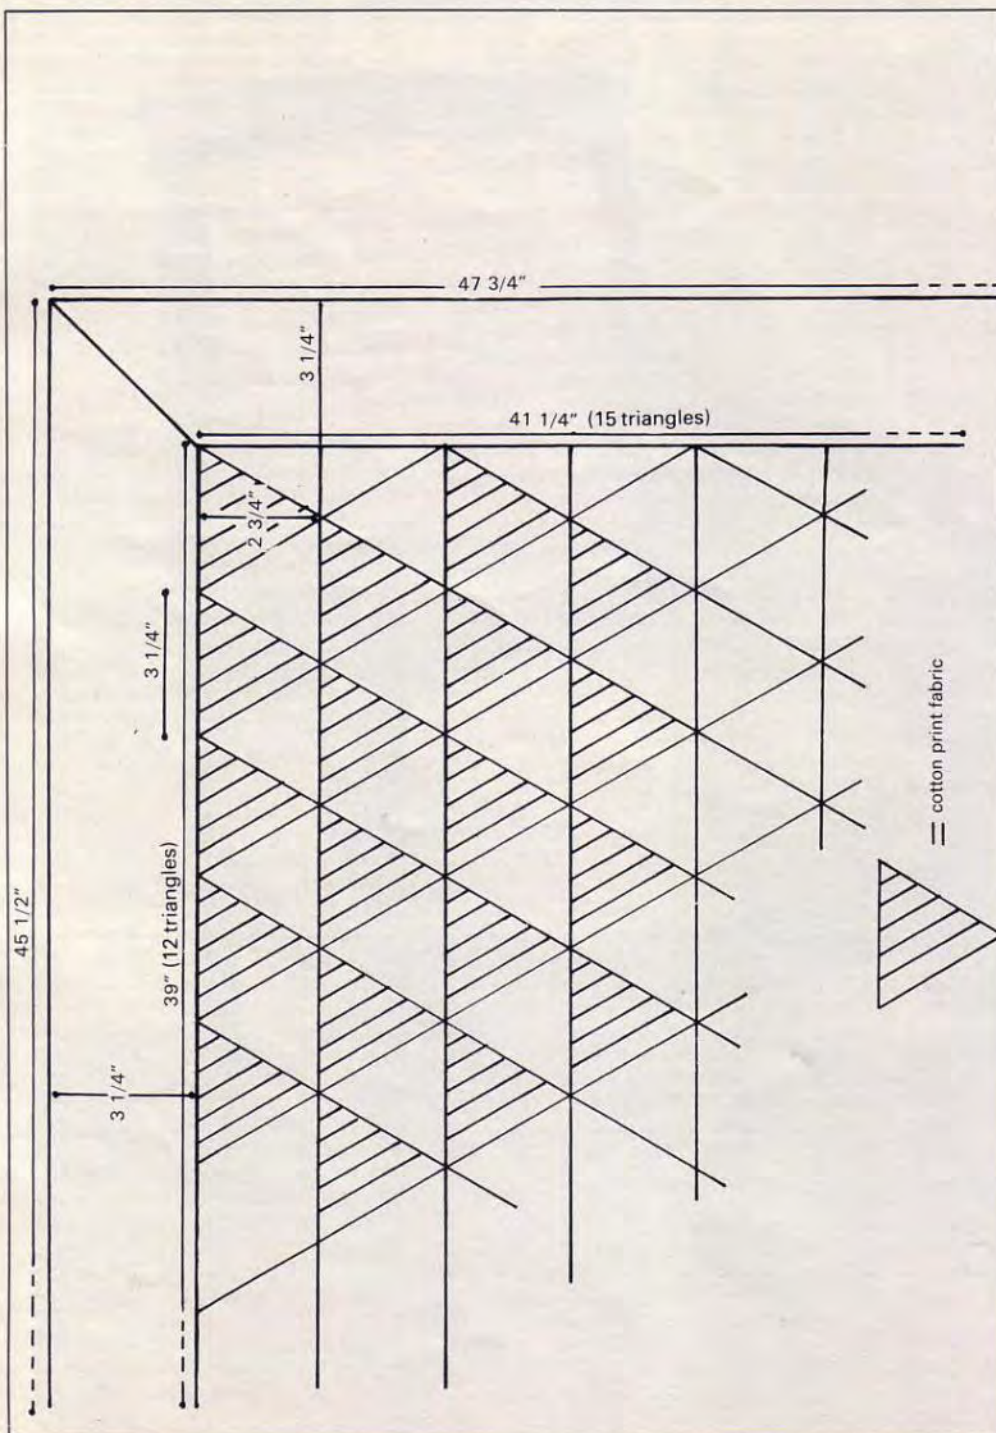 47 3/4"
3 1/4"
41 1/4" (15 triangles)
2 3/4"
3 1/4"
45 1/2"
39" (12 triangles)
3 1/4"
= cotton print fabric